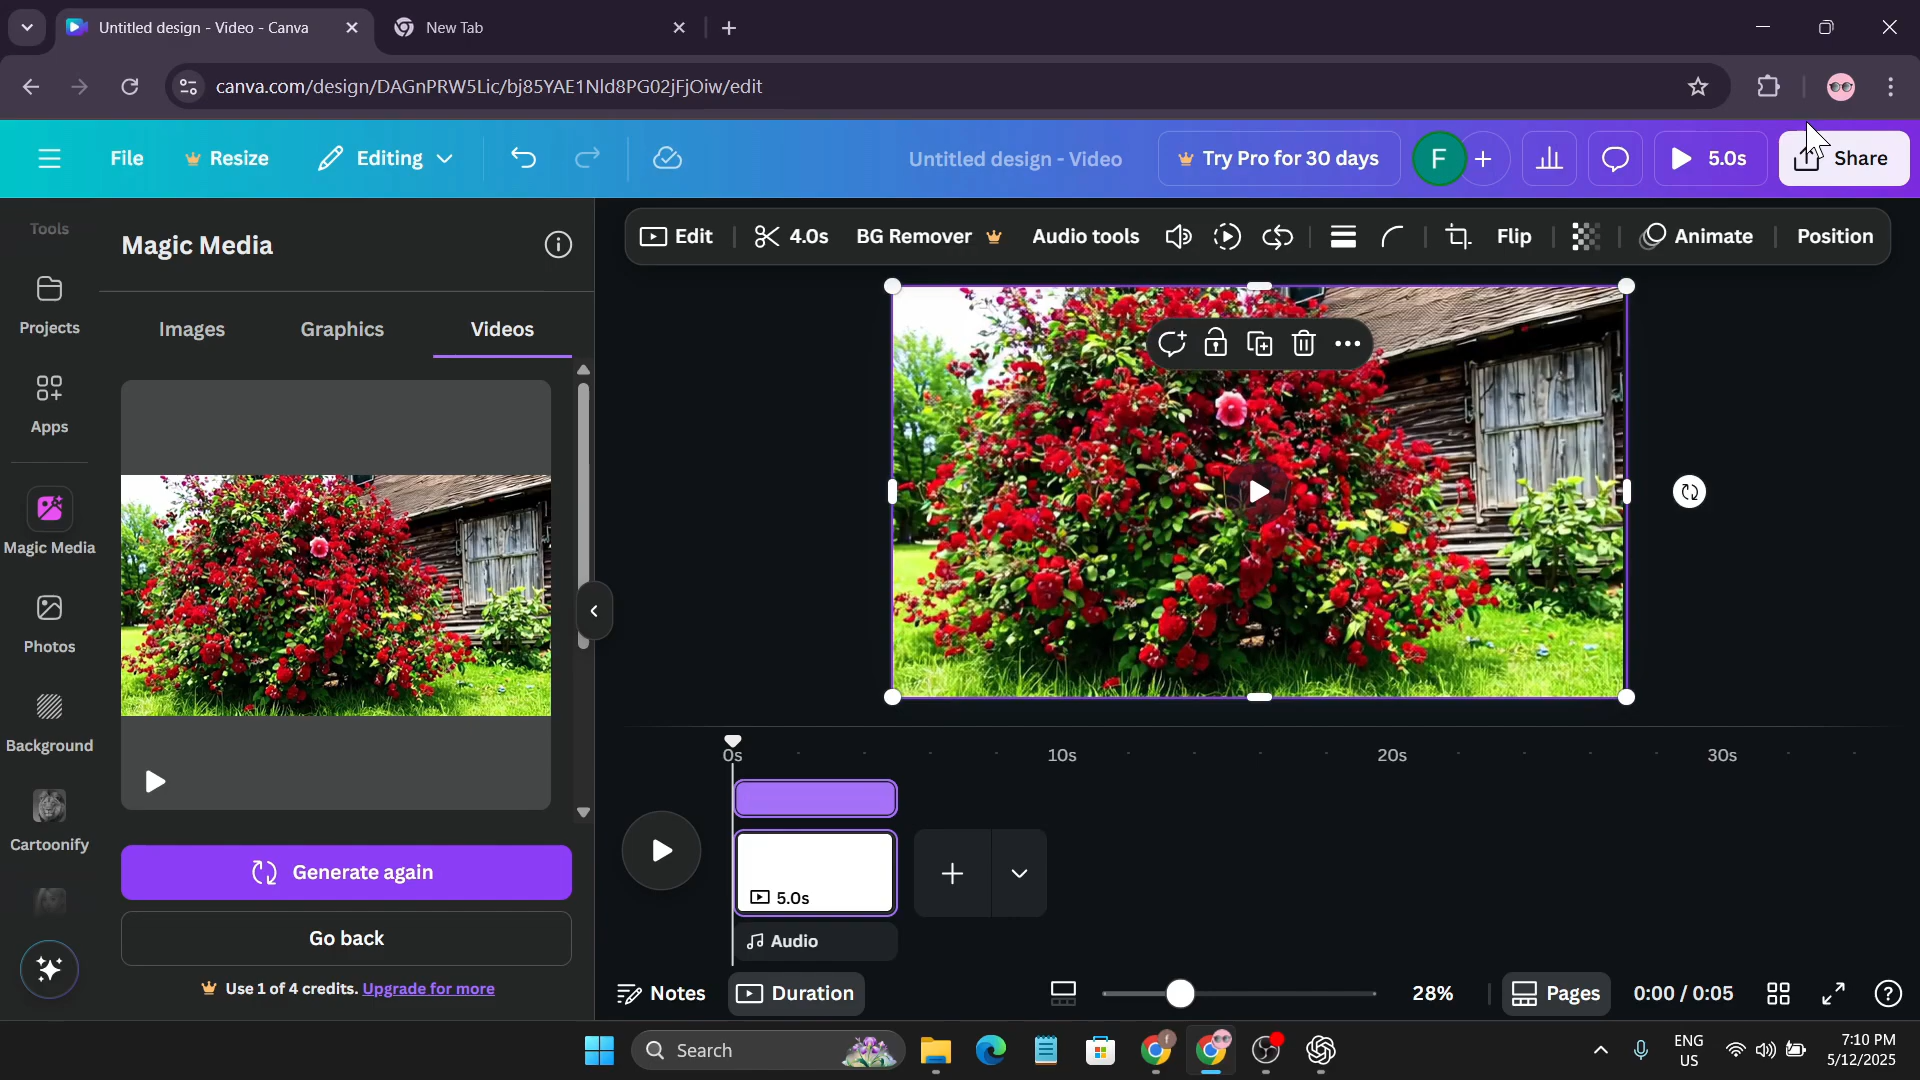 Untitled design - Video - Canva
New Tab
canva.com/design/DAGnPRW5Lic/bj85YAE1Nld8PG02jFjOiw/edit
File
Resize
Editing
Untitled design - Video
Try Pro for 30 days
F
5.0s
Share
Tools
Projects
Apps
Magic Media
Photos
Background
Cartoonify
Magic Media
Images
Graphics
Videos
Generate again
Go back
Use 1 of 4 credits. Upgrade for more
Edit
4.0s
BG Remover
Audio tools
Flip
Animate
Position
0s
10s
20s
30s
5.0s
Audio
Notes
Duration
28%
Pages
0:00 / 0:05
Search
ENG
US
7:10 PM
5/12/2025